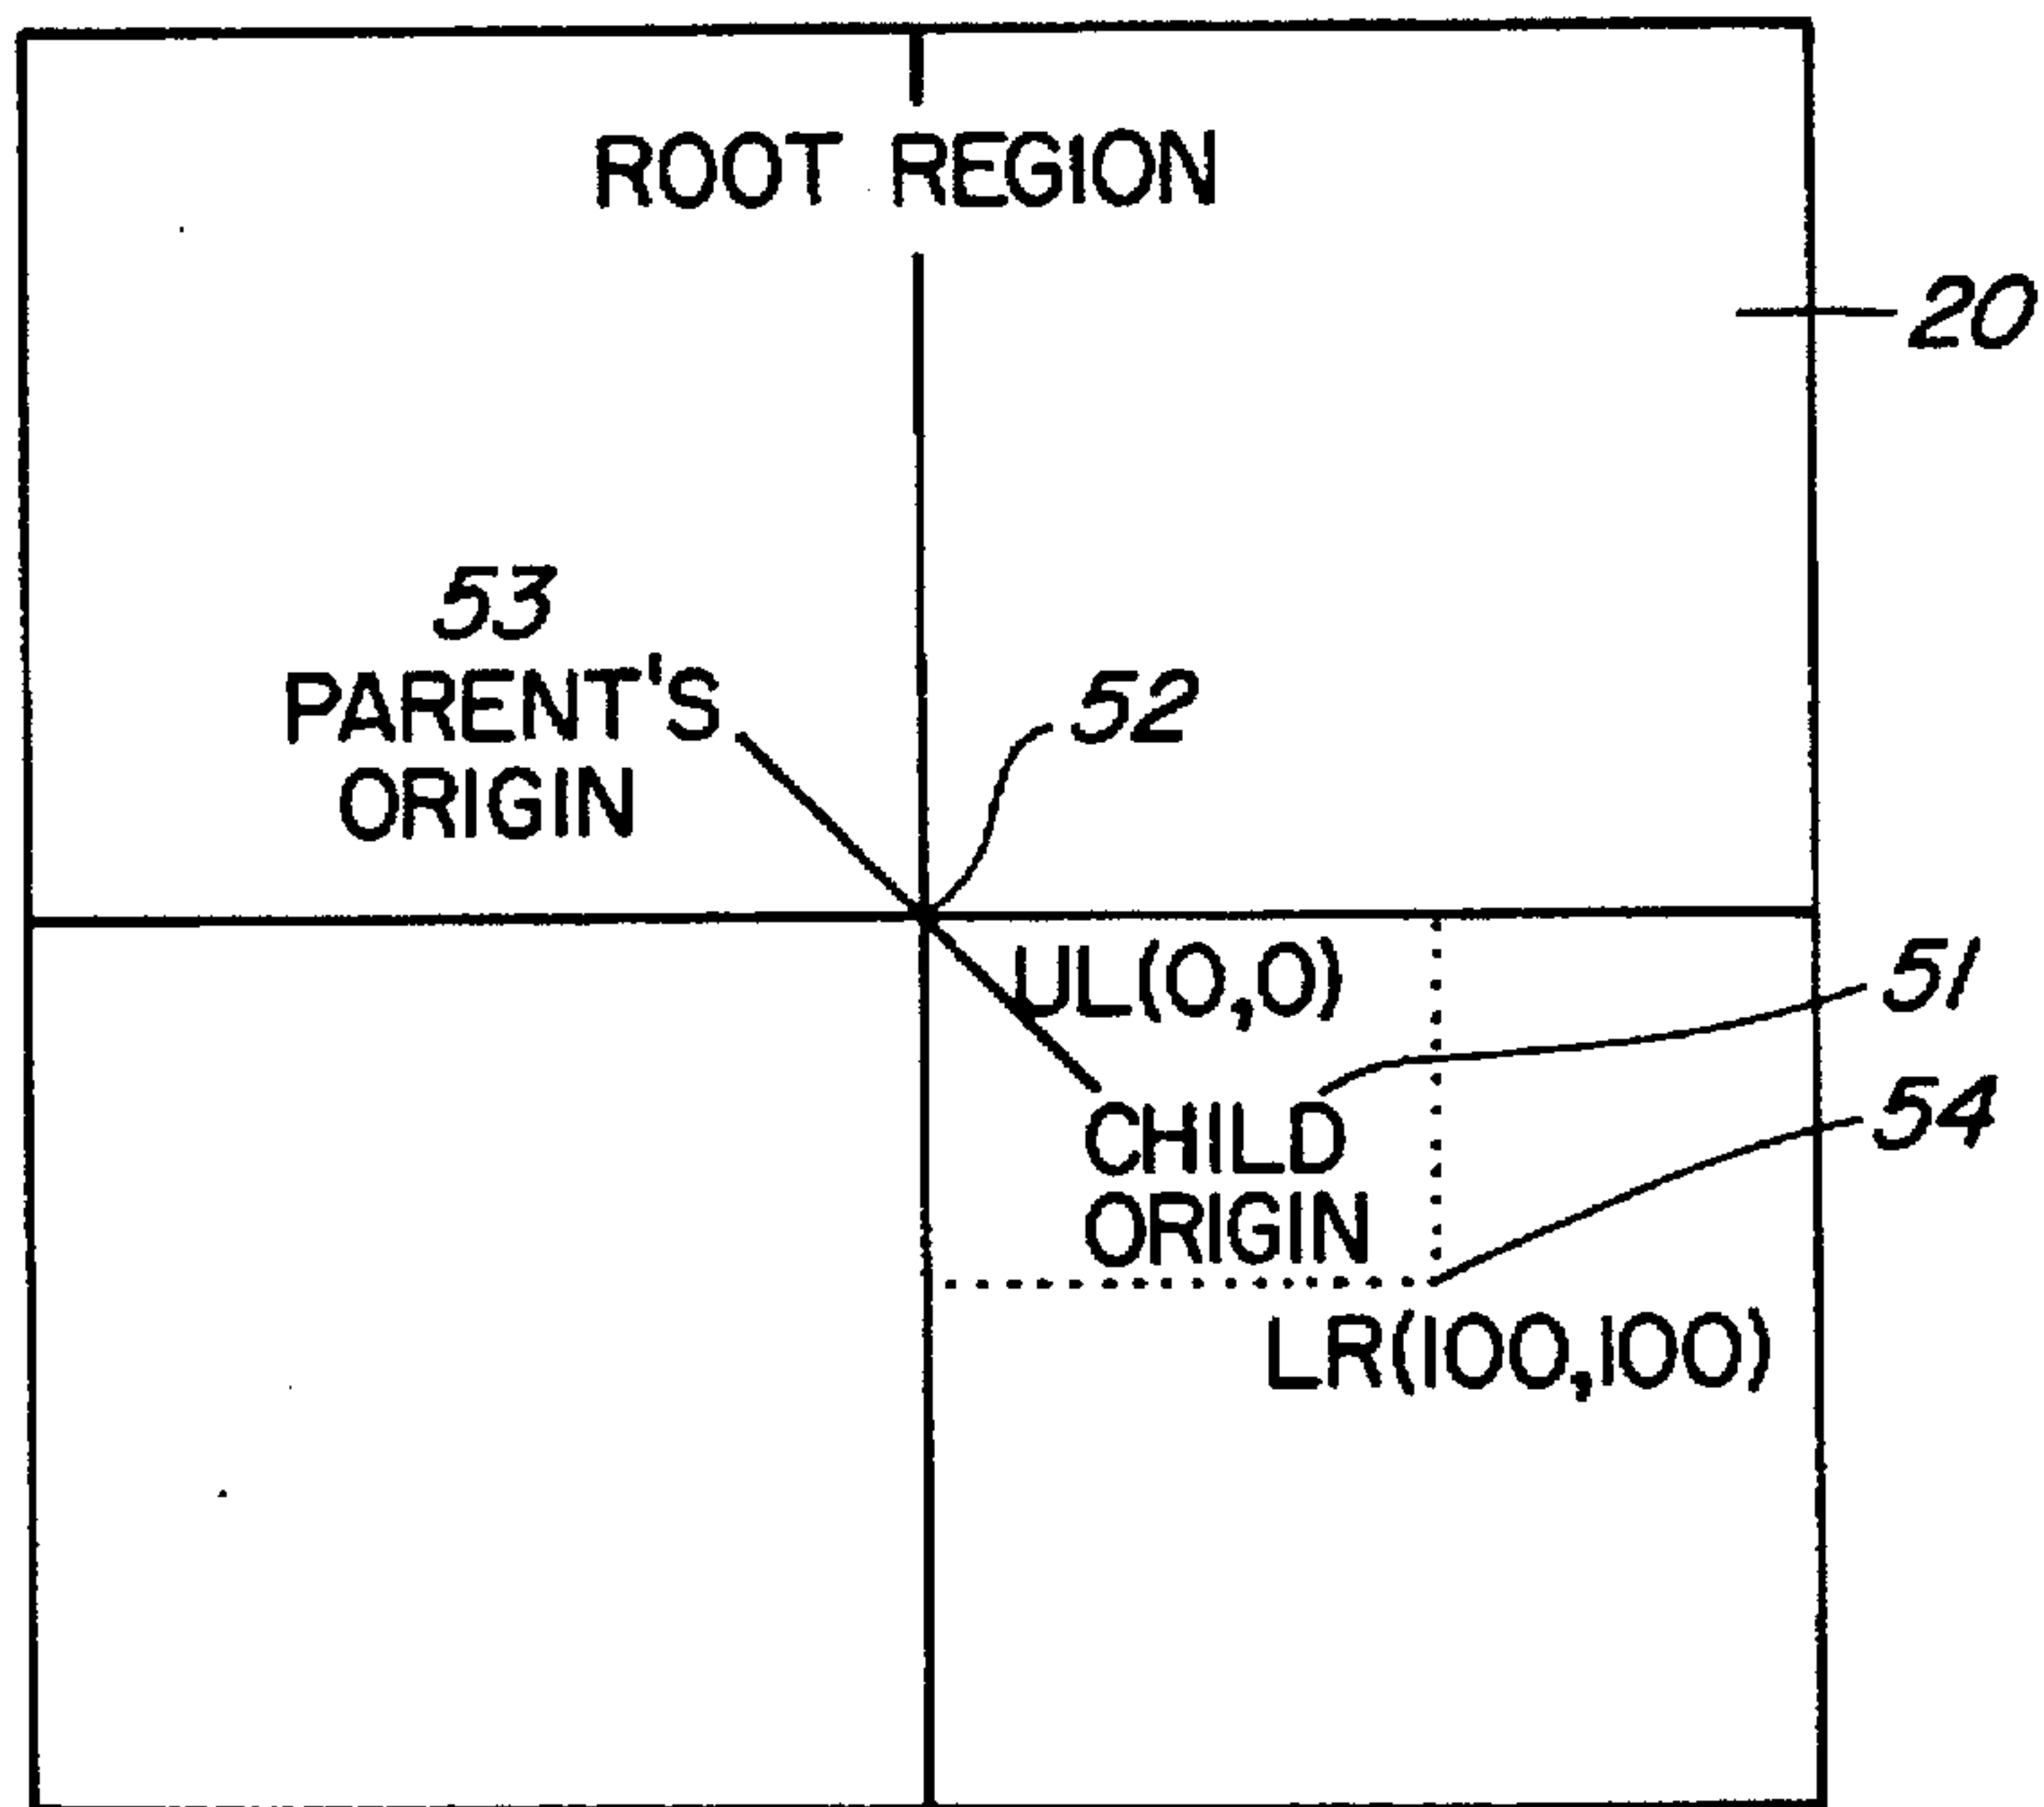 ROOT REGION
20
53
PARENT'S
ORIGIN
52
UL(0,0)
51
CHILD
ORIGIN
54
LR(100,100)